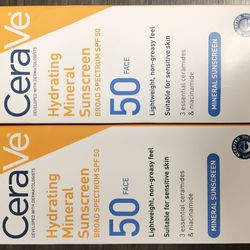 CeraVe
DEVELOPED WITH DERMATOLOGISTS
Hydrating
Mineral
Sunscreen
BROAD SPECTRUM SPF 50
50 FACE
Lightweight, non-greasy feel
Suitable for sensitive skin
3 essential ceramides
& niacinamide
MINERAL SUNSCREEN
CeraVe
DEVELOPED WITH DERMATOLOGISTS
Hydrating
Mineral
Sunscreen
BROAD SPECTRUM SPF 50
50 FACE
Lightweight, non-greasy feel
Suitable for sensitive skin
3 essential ceramides
& niacinamide
MINERAL SUNSCREEN